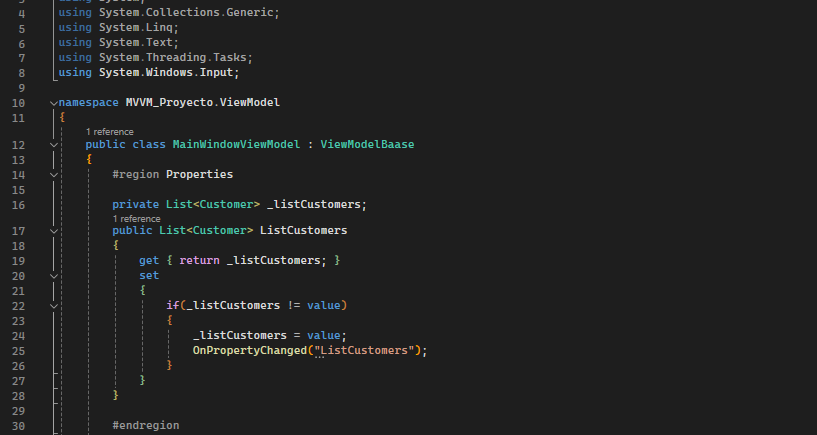 4 using System.Collections.Generic;
5 using System.Linq;
6 using System.Text;
7 using System.Threading.Tasks;
8 using System.Windows.Input;
9
10 namespace MVVM_Proyecto.ViewModel
11 {
1 reference
12 public class MainWindowViewModel : ViewModelBaase
13 {
14 #region Properties
15
16 private List<Customer> _listCustomers;
1 reference
17 public List<Customer> ListCustomers
18 {
19 get { return _listCustomers; }
20 set
21 {
22 if(_listCustomers != value)
23 {
24 _listCustomers = value;
25 OnPropertyChanged("ListCustomers");
26 }
27 }
28 }
29
30 #endregion